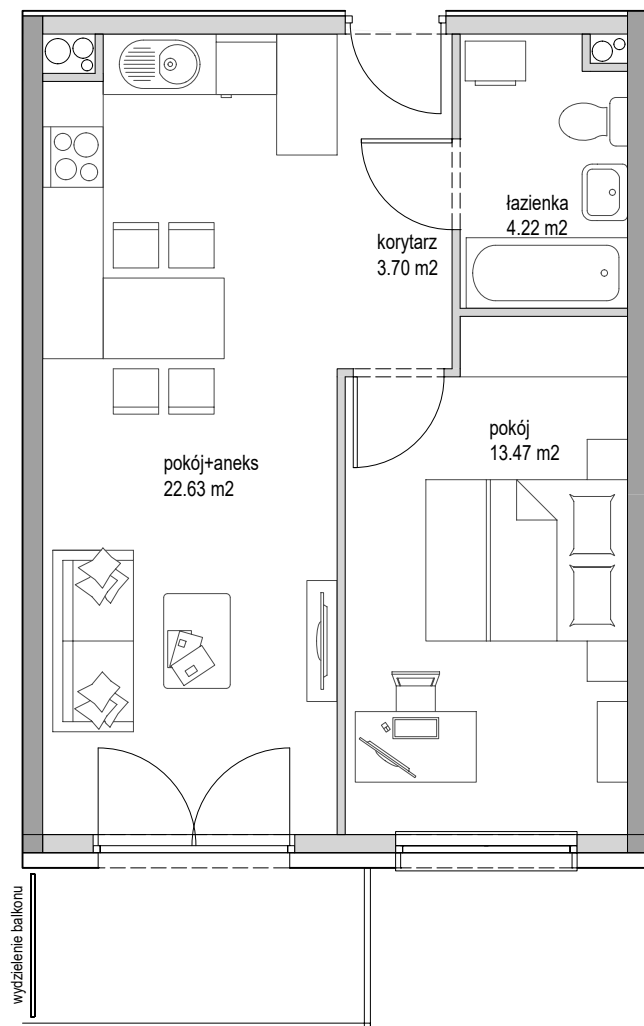 łazienka
4.22 m2
korytarz
3.70 m2
pokój
13.47 m2
pokój+aneks
22.63 m2
wydzielenie balkonu